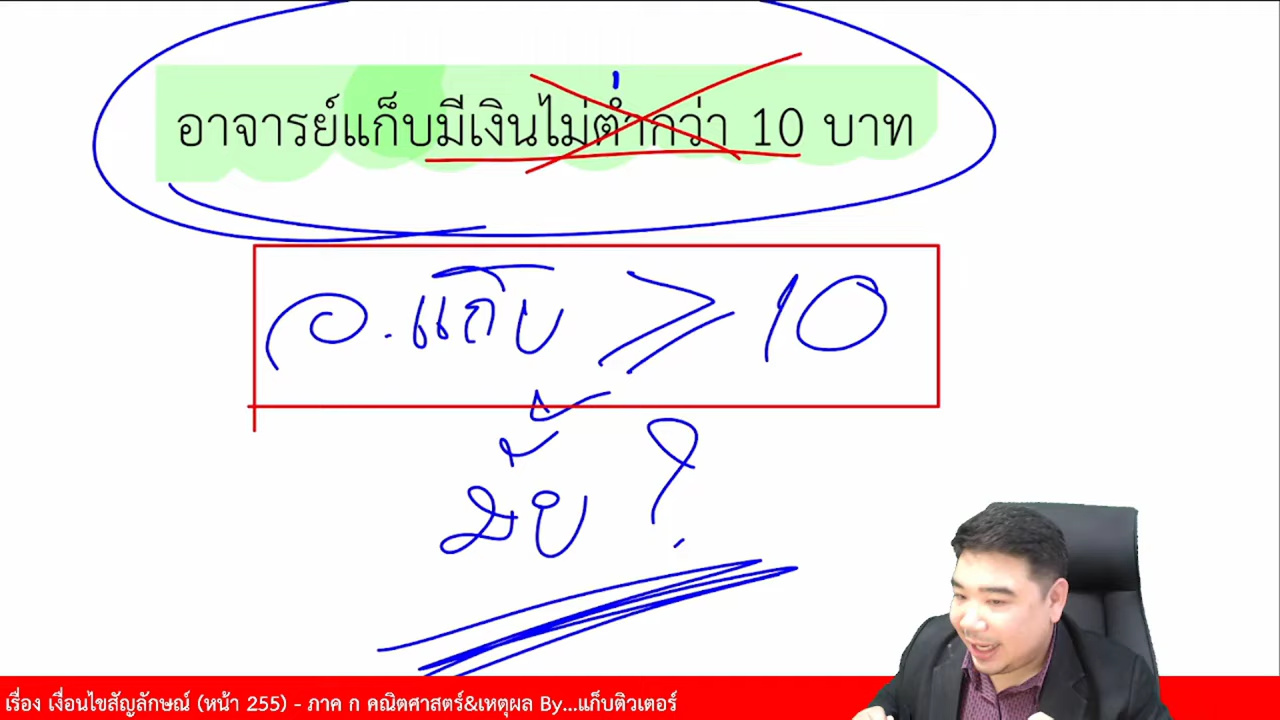 อาจารย์แก็บมีเงินไม่ต่ำกว่า 10 บาท
อ.แก็บ ≥ 10
มั้ย ?
เรื่อง เงื่อนไขสัญลักษณ์ (หน้า 255) - ภาค ก คณิตศาสตร์&เหตุผล By...แก็บติวเตอร์